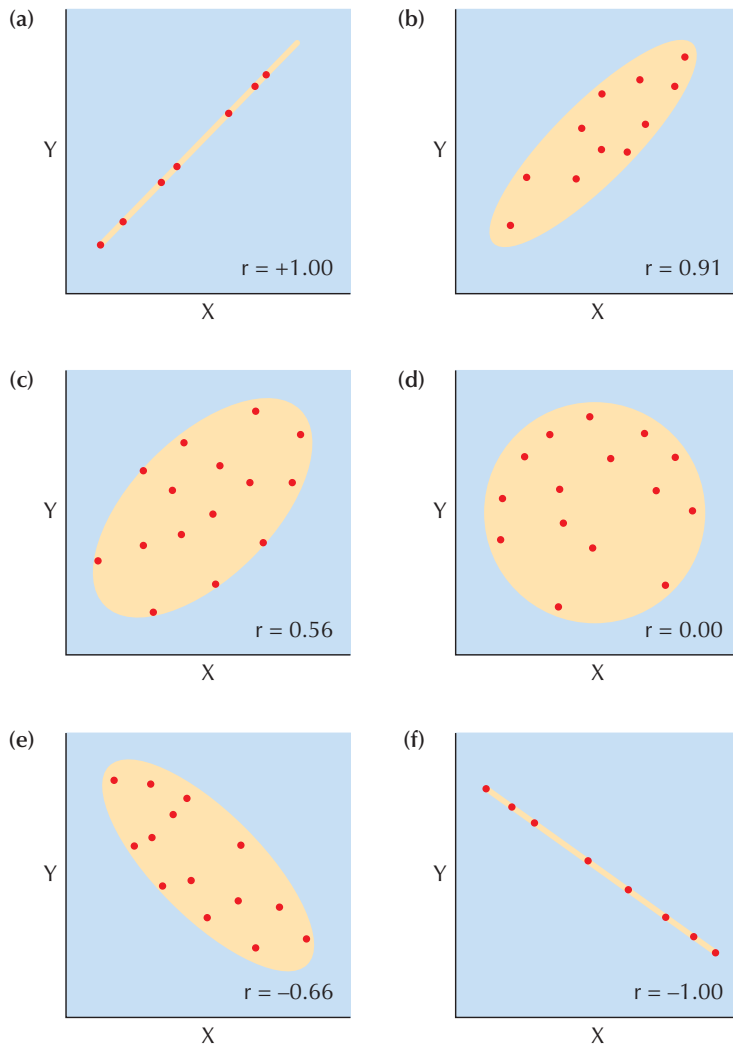 (a)
Y
r = +1.00
X
(b)
Y
r = 0.91
X
(c)
Y
r = 0.56
X
(d)
Y
r = 0.00
X
(e)
Y
r = –0.66
X
(f)
Y
r = –1.00
X